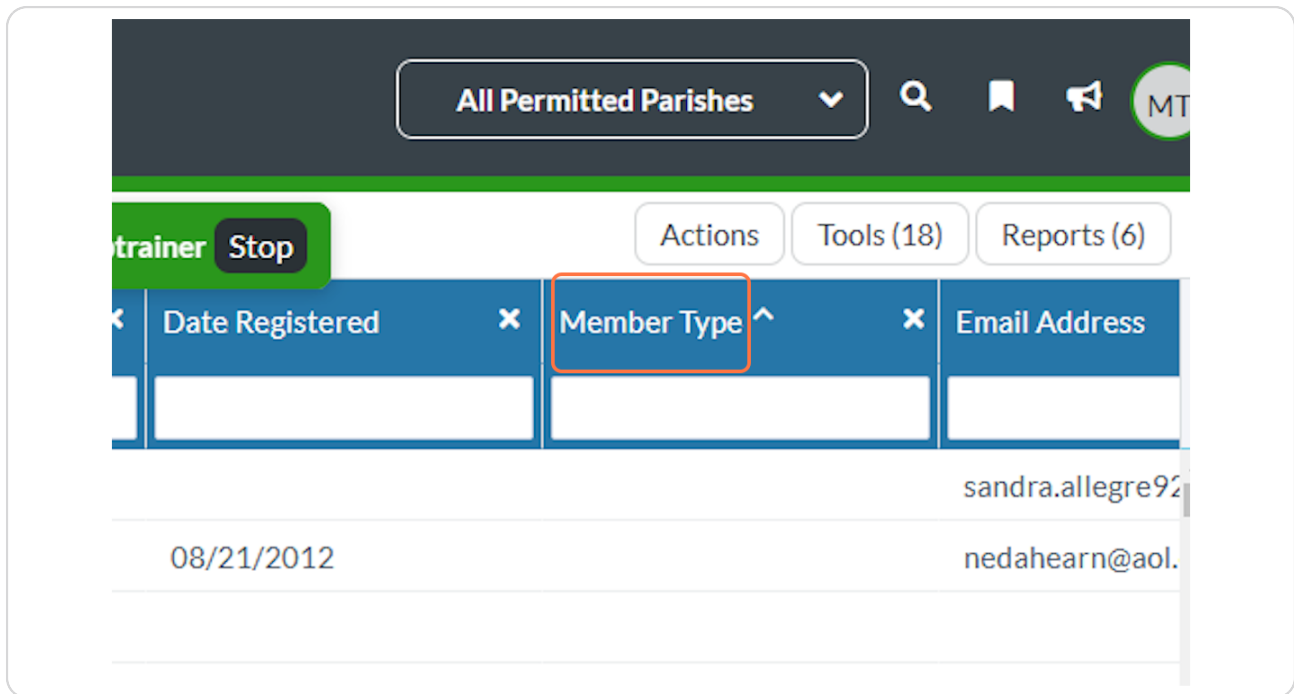 All Permitted Parishes
MT
trainer Stop
Actions Tools (18) Reports (6)
Date Registered Member Type Email Address
sandra.allegre92
08/21/2012 nedahearn@aol.